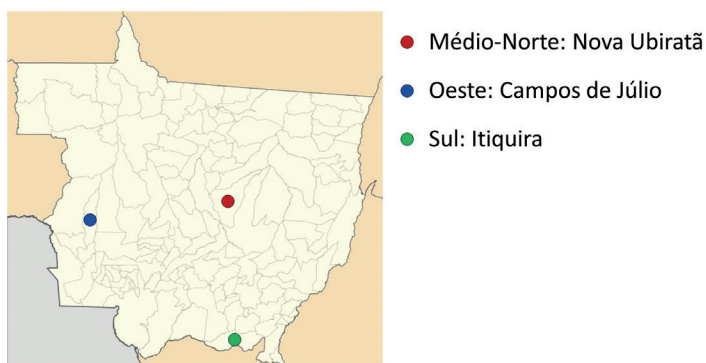 Médio-Norte: Nova Ubiratã
Oeste: Campos de Júlio
Sul: Itiquira